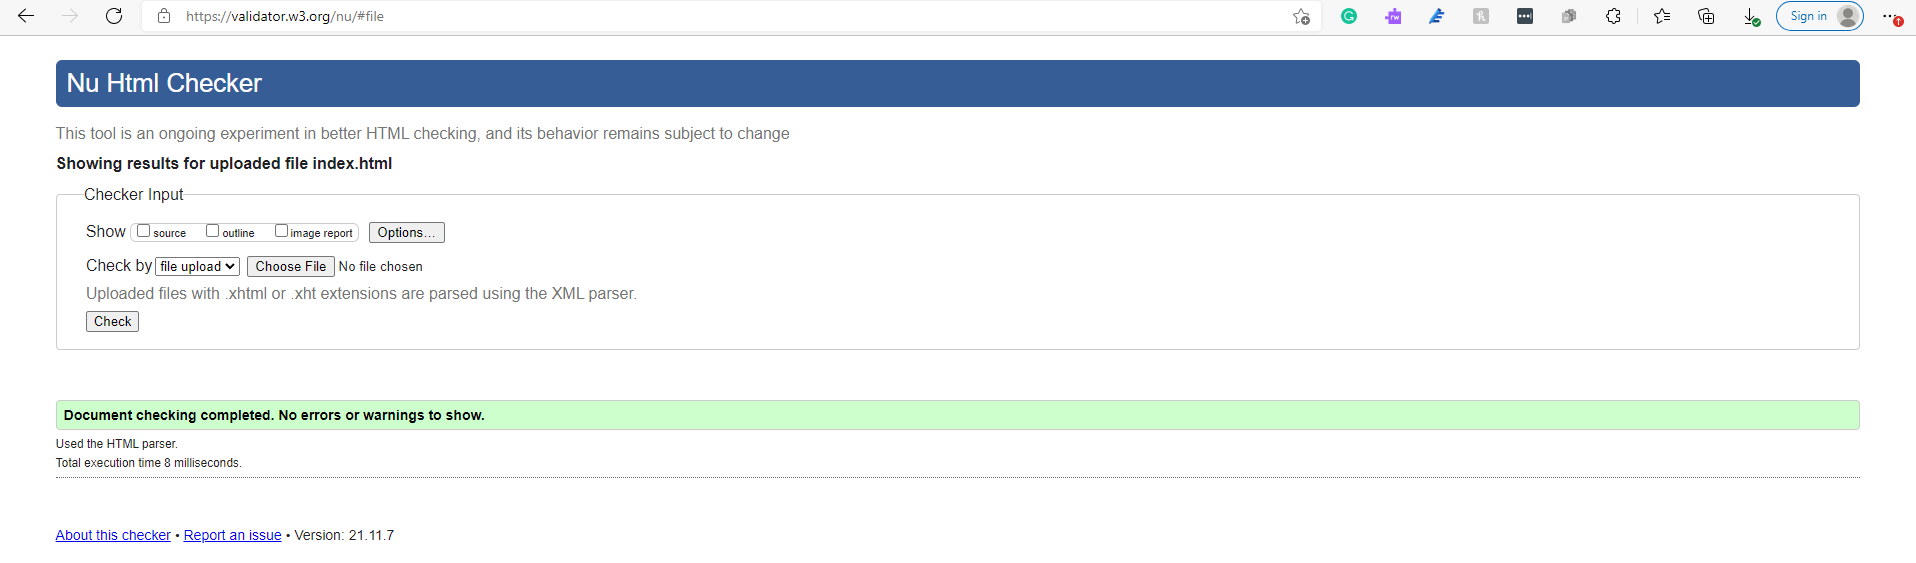 https://validator.w3.org/nu/#file
Sign in
Nu Html Checker
This tool is an ongoing experiment in better HTML checking, and its behavior remains subject to change
Showing results for uploaded file index.html
Checker Input
Show source outline image report Options...
Check by file upload Choose File No file chosen
Uploaded files with .xhtml or .xht extensions are parsed using the XML parser.
Check
Document checking completed. No errors or warnings to show.
Used the HTML parser.
Total execution time 8 milliseconds.
About this checker • Report an issue • Version: 21.11.7